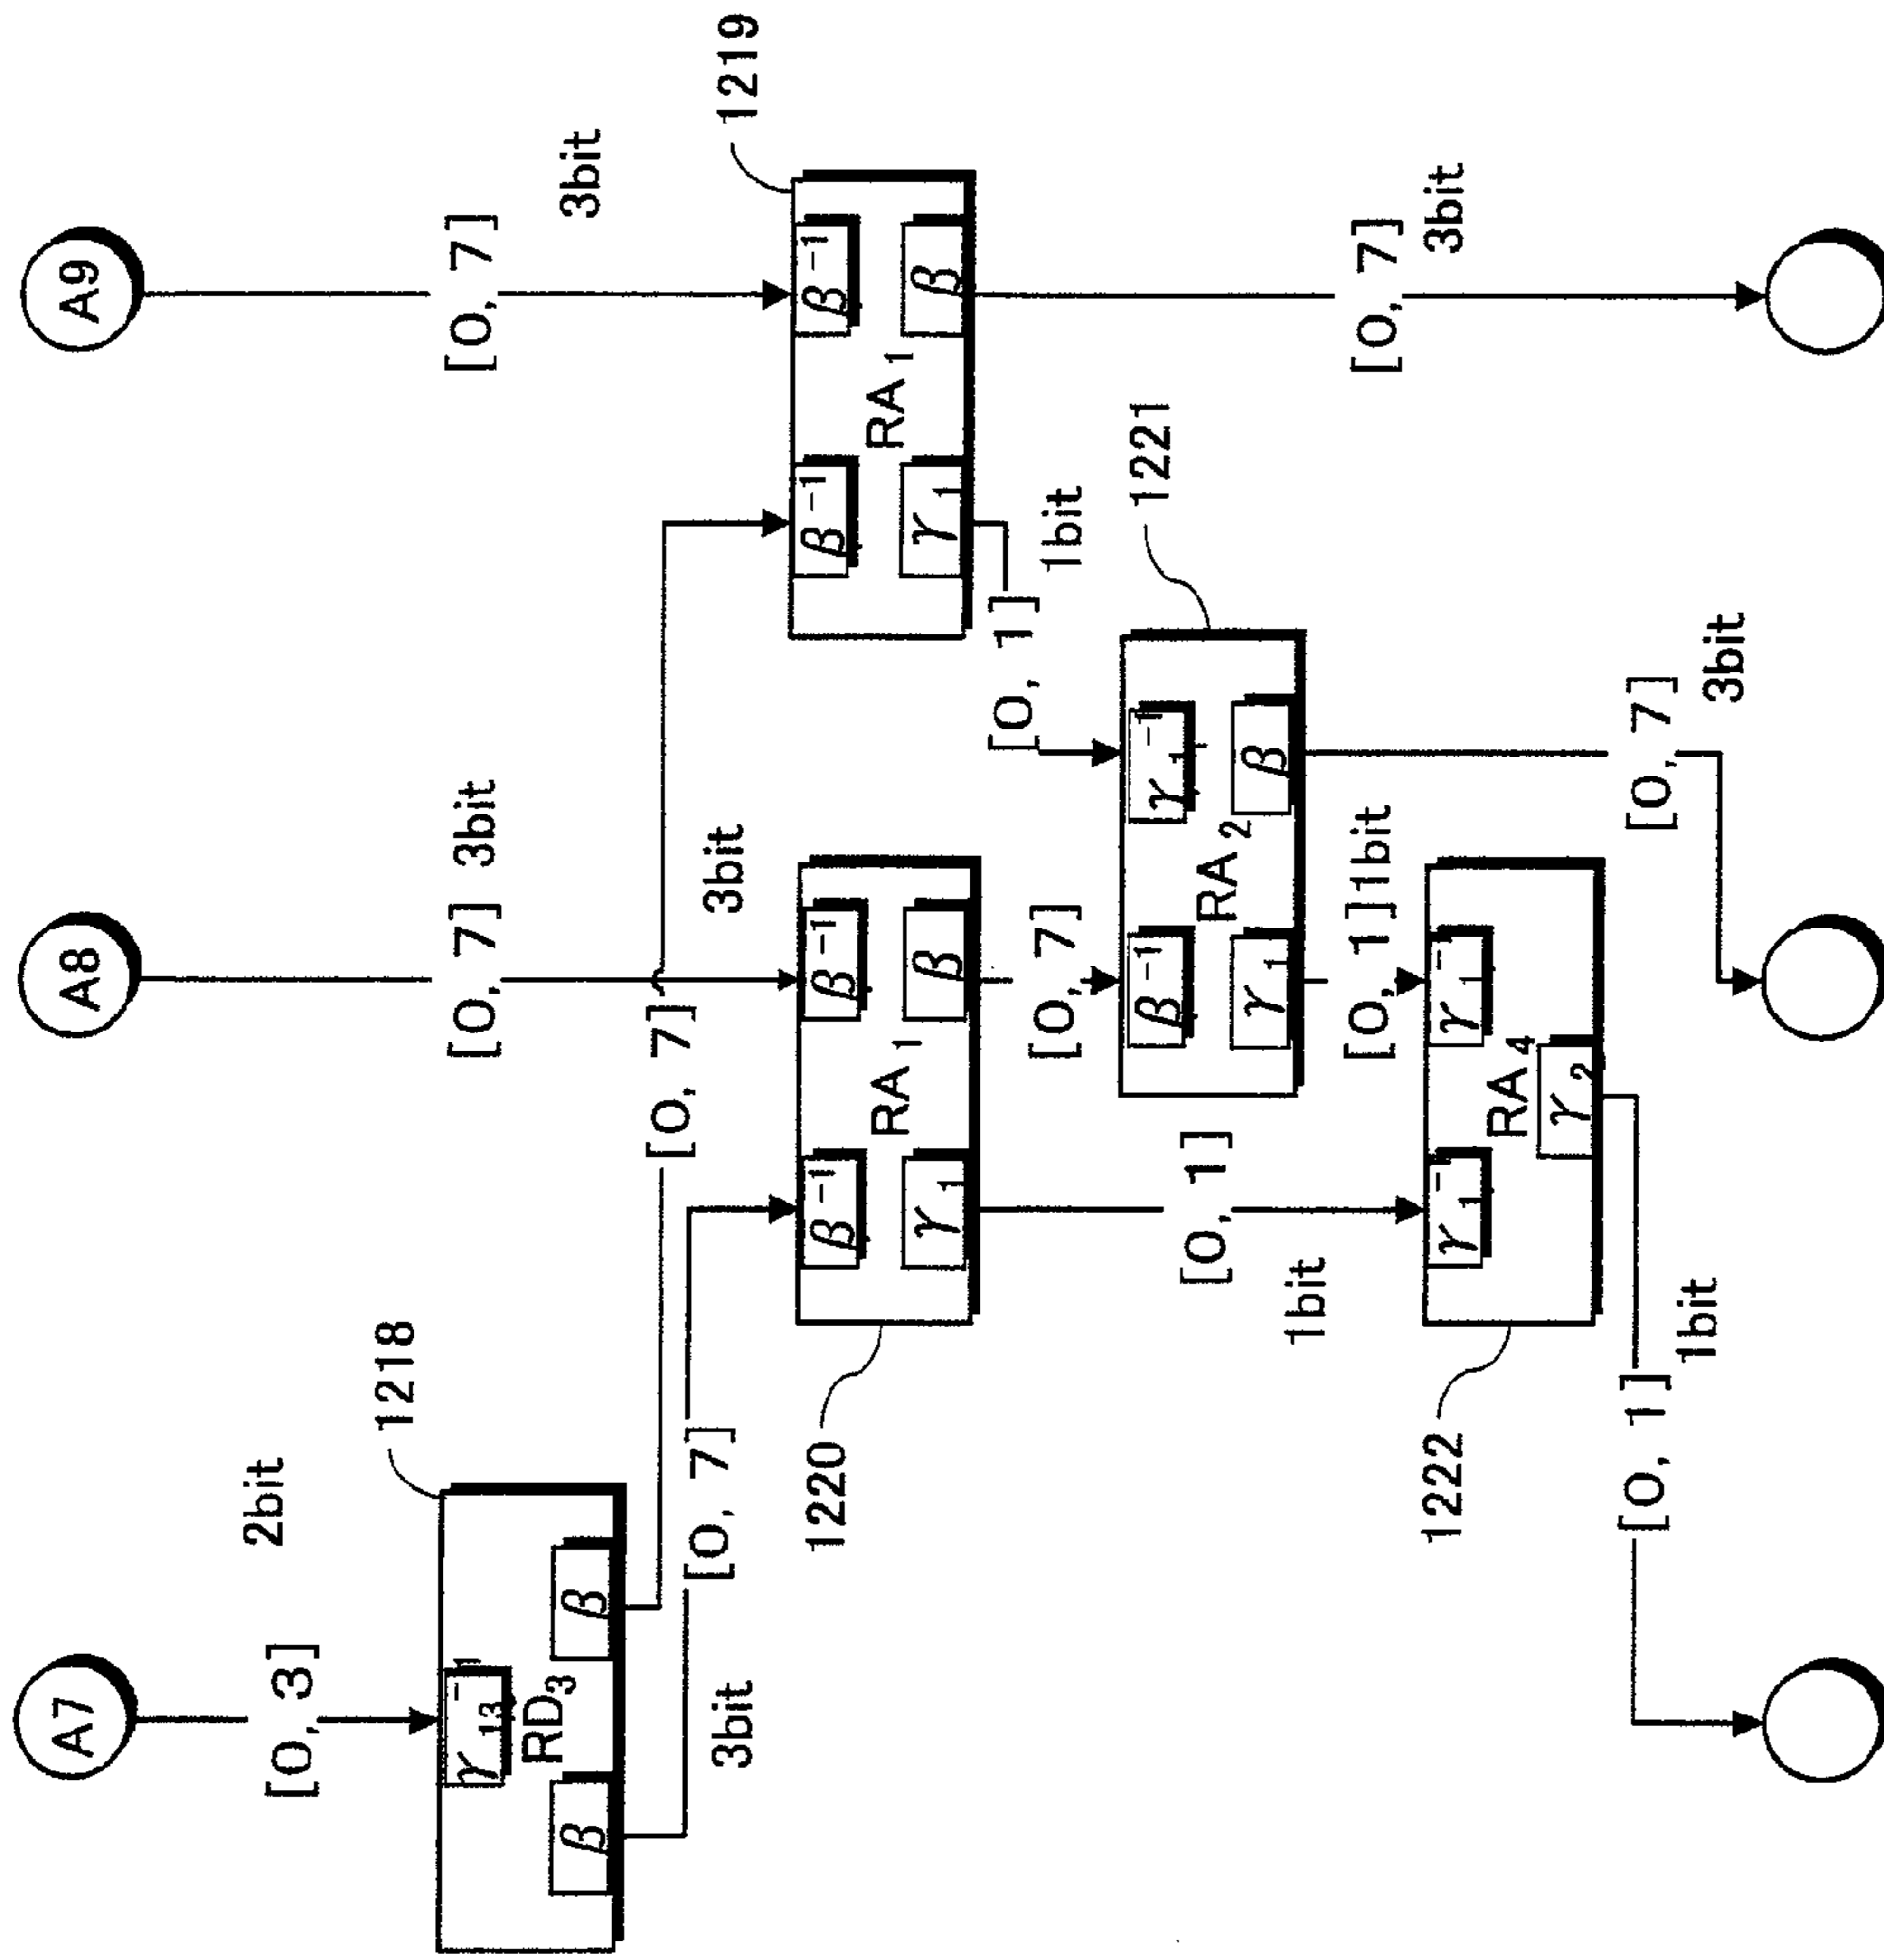 A7
A8
A9
[0, 3]
2bit
[0, 7] 3bit
[0, 7]
3bit
1218
γ₁₃⁻¹
RD₃
β
β
[0, 7]
3bit
[0, 7]
3bit
1220
β⁻¹
β⁻¹
RA₁
γ₁
β
1219
β⁻¹
β⁻¹
RA₁
γ₁
β
[0, 1]
1bit
[0, 7]
[0, 1]
1bit
[0, 7]
3bit
1221
β⁻¹
γ₁⁻¹
RA₂
γ₁
β
[0, 1] 1bit
[0, 7]
3bit
1222
γ₁⁻¹
γ₁⁻¹
RA₄
γ₂
[0, 1]
1bit